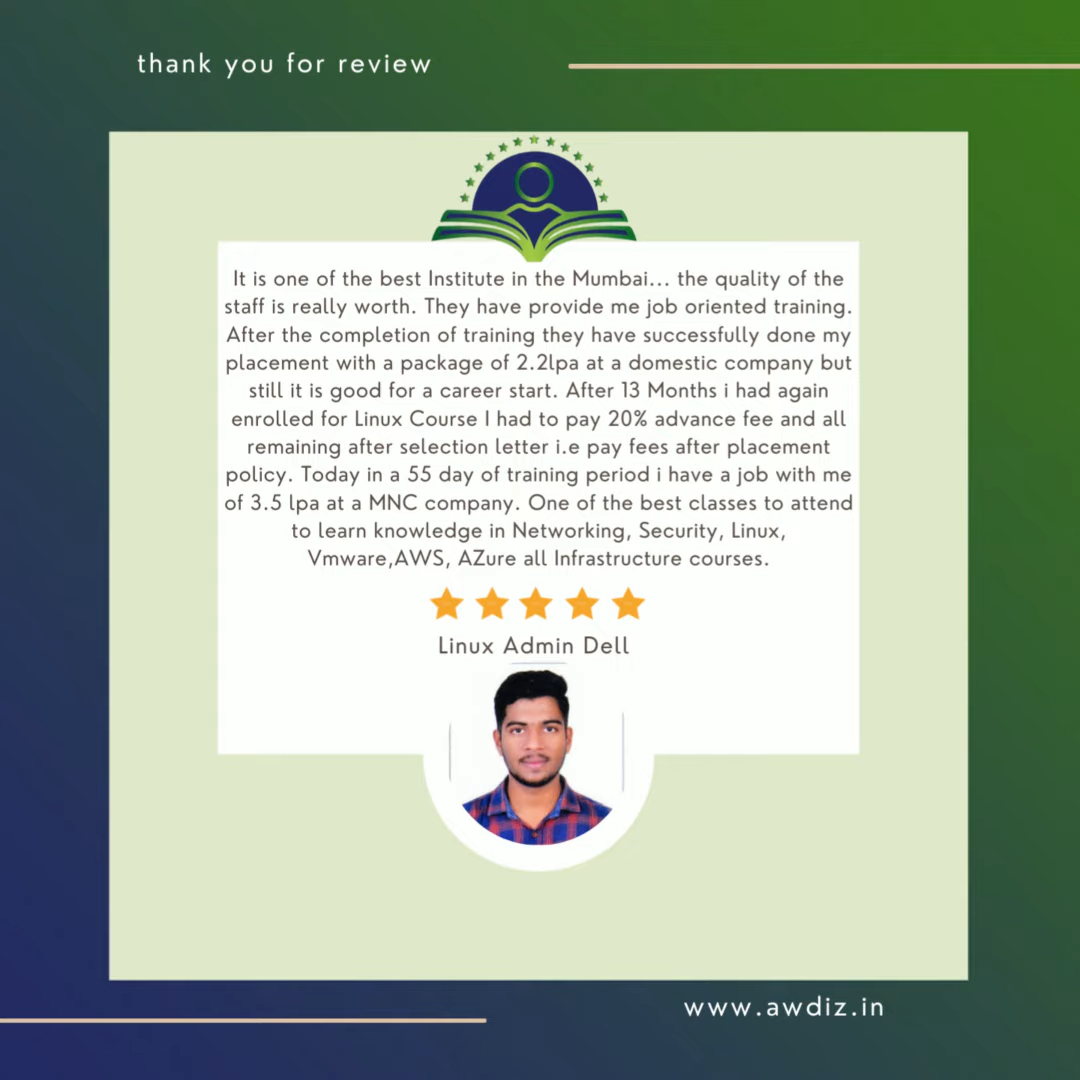 thank you for review
It is one of the best Institute in the Mumbai... the quality of the
staff is really worth. They have provide me job oriented training.
After the completion of training they have successfully done my
placement with a package of 2.2lpa at a domestic company but
still it is good for a career start. After 13 Months i had again
enrolled for Linux Course I had to pay 20% advance fee and all
remaining after selection letter i.e pay fees after placement
policy. Today in a 55 day of training period i have a job with me
of 3.5 lpa at a MNC company. One of the best classes to attend
to learn knowledge in Networking, Security, Linux,
Vmware,AWS, AZure all Infrastructure courses.
Linux Admin Dell
www.awdiz.in